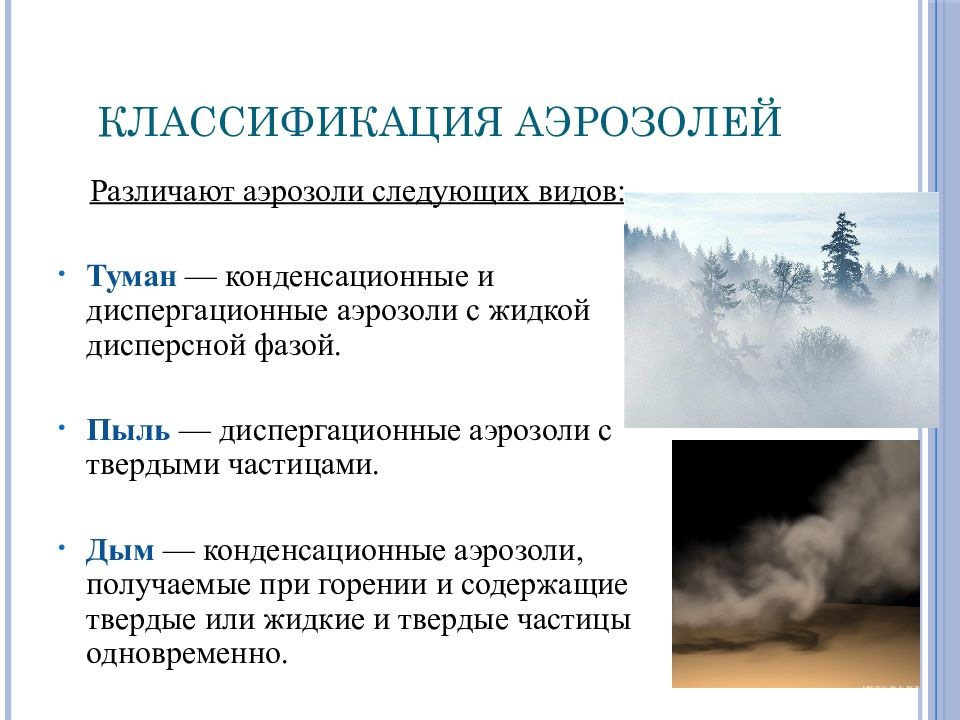 КЛАССИФИКАЦИЯ АЭРОЗОЛЕЙ
Различают аэрозоли следующих видов:
• Туман — конденсационные и
диспергационные аэрозоли с жидкой
дисперсной фазой.
• Пыль — диспергационные аэрозоли с
твердыми частицами.
• Дым — конденсационные аэрозоли,
получаемые при горении и содержащие
твердые или жидкие и твердые частицы
одновременно.